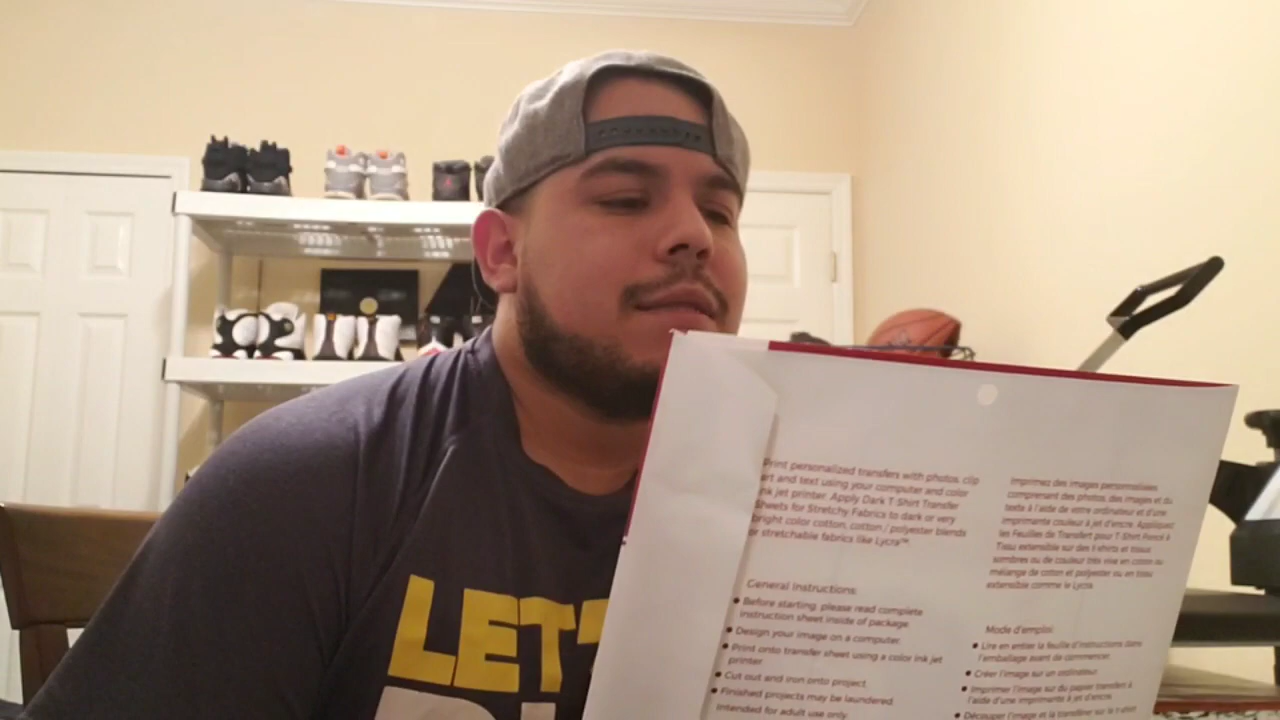 LET'
Print personalized transfers with photos, clip
art and text using your computer and color
ink jet printer. Apply Dark T-Shirt Transfer
Sheets for Stretchy Fabrics to dark or very
bright color cotton, cotton / polyester blends
or stretchable fabrics like Lycra™
General Instructions:
• Before starting, please read complete
instruction sheet inside of package
• Design your image on a computer.
• Print onto transfer sheet using a color ink jet
printer
• Cut out and iron onto project
• Finished projects may be laundered.
Intended for adult use only.
Imprimez des images personnalisées
comprenant des photos, des images et du
texte à l'aide de votre ordinateur et d'une
imprimante couleur à jet d'encre. Appliquez
les Feuilles de Transfert pour T-Shirt Foncé à
Tissu extensible sur des t-shirts et tissus
sombres ou de couleur très vive en coton ou
mélange de coton et polyester ou en tissu
extensible comme le Lycra.
Mode d'emploi:
• Lire en entier la feuille d'instructions dans
l'emballage avant de commencer.
• Créer l'image sur un ordinateur.
• Imprimer l'image sur du papier transfert à
l'aide d'une imprimante à jet d'encre.
• Découper l'image et la transférer sur le t-shirt